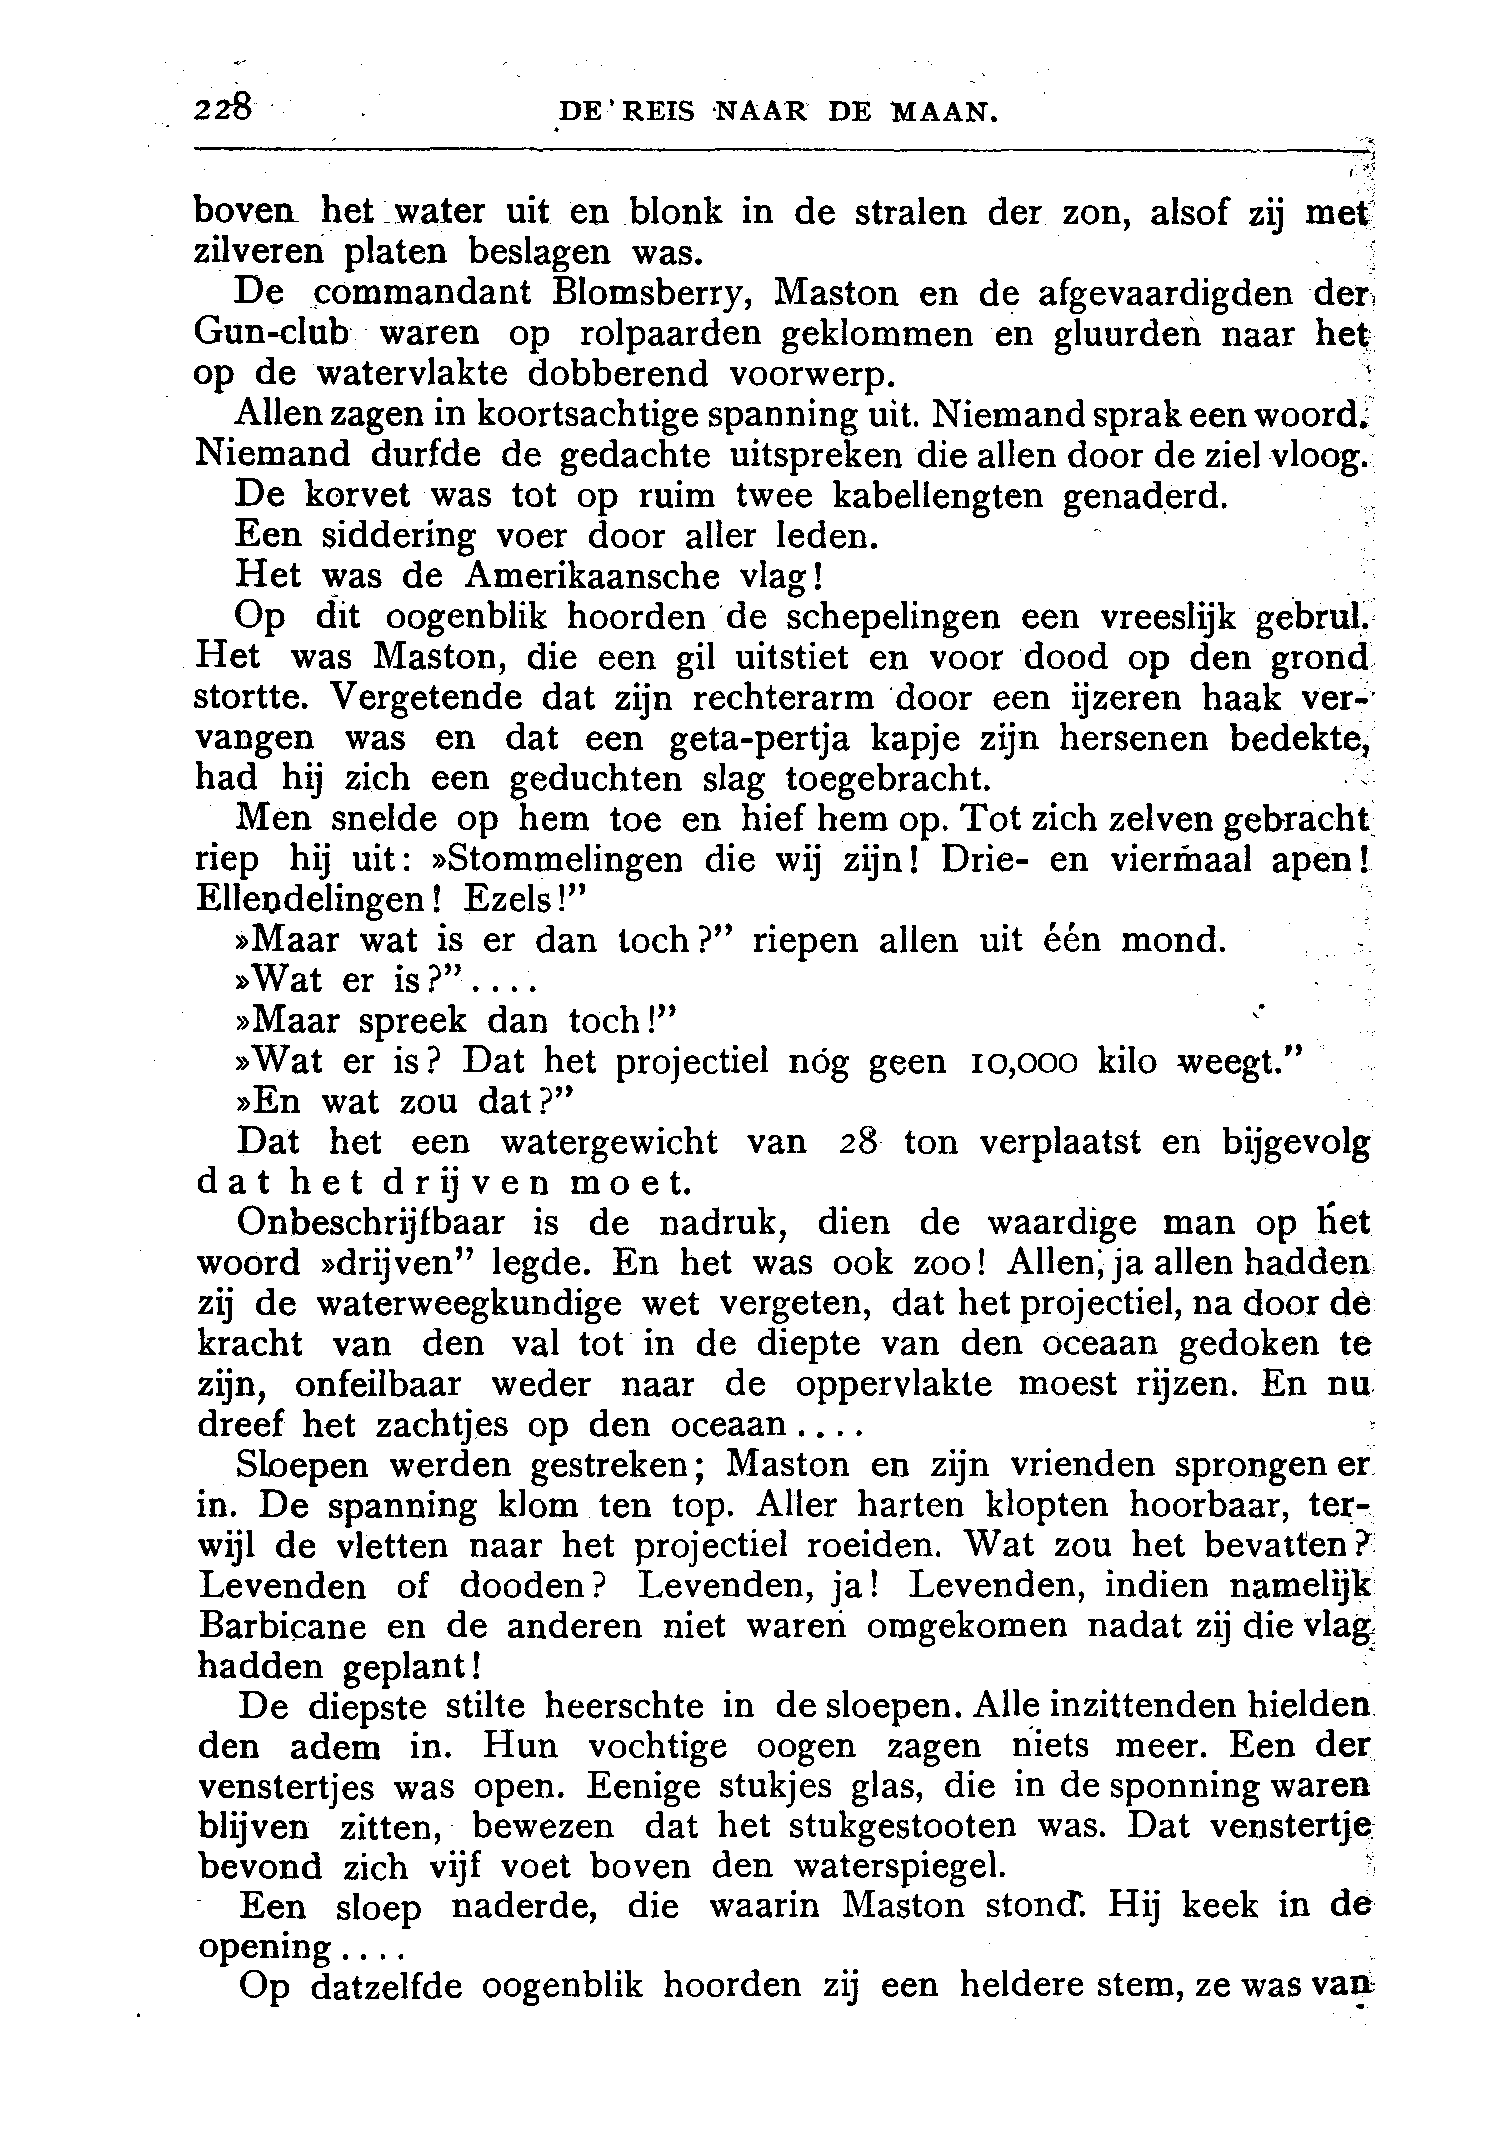 228 DE REIS NAAR DE MAAN.
boven het water uit en blonk in de stralen der zon, alsof zij met
zilveren platen beslagen was.
De commandant Blomsberry, Maston en de afgevaardigden der
Gun-club waren op rolpaarden geklommen en gluurden naar het
op de watervlakte dobberend voorwerp.
Allen zagen in koortsachtige spanning uit. Niemand sprak een woord.
Niemand durfde de gedachte uitspreken die allen door de ziel vloog.
De korvet was tot op ruim twee kabellengten genaderd.
Een siddering voer door aller leden.
Het was de Amerikaansche vlag!
Op dit oogenblik hoorden de schepelingen een vreeslijk gebrul.
Het was Maston, die een gil uitstiet en voor dood op den grond
stortte. Vergetende dat zijn rechterarm door een ijzeren haak ver-
vangen was en dat een geta-pertja kapje zijn hersenen bedekte,
had hij zich een geduchten slag toegebracht.
Men snelde op hem toe en hief hem op. Tot zich zelven gebracht
riep hij uit: »Stommelingen die wij zijn! Drie- en viermaal apen!
Ellendelingen! Ezels!”
»Maar wat is er dan toch?” riepen allen uit één mond.
»Wat er is?” ....
»Maar spreek dan toch!”
»Wat er is? Dat het projectiel nóg geen 10,000 kilo weegt.”
»En wat zou dat?”
Dat het een watergewicht van 28 ton verplaatst en bijgevolg
dat het drijven moet.
Onbeschrijfbaar is de nadruk, dien de waardige man op het
woord »drijven” legde. En het was ook zoo! Allen, ja allen hadden
zij de waterweegkundige wet vergeten, dat het projectiel, na door de
kracht van den val tot in de diepte van den oceaan gedoken te
zijn, onfeilbaar weder naar de oppervlakte moest rijzen. En nu
dreef het zachtjes op den oceaan ....
Sloepen werden gestreken; Maston en zijn vrienden sprongen er
in. De spanning klom ten top. Aller harten klopten hoorbaar, ter-
wijl de vletten naar het projectiel roeiden. Wat zou het bevatten?
Levenden of dooden? Levenden, ja! Levenden, indien namelijk
Barbicane en de anderen niet waren omgekomen nadat zij die vlag
hadden geplant!
De diepste stilte heerschte in de sloepen. Alle inzittenden hielden
den adem in. Hun vochtige oogen zagen niets meer. Een der
venstertjes was open. Eenige stukjes glas, die in de sponning waren
blijven zitten, bewezen dat het stukgestooten was. Dat venstertje
bevond zich vijf voet boven den waterspiegel.
Een sloep naderde, die waarin Maston stond. Hij keek in de
opening ....
Op datzelfde oogenblik hoorden zij een heldere stem, ze was van